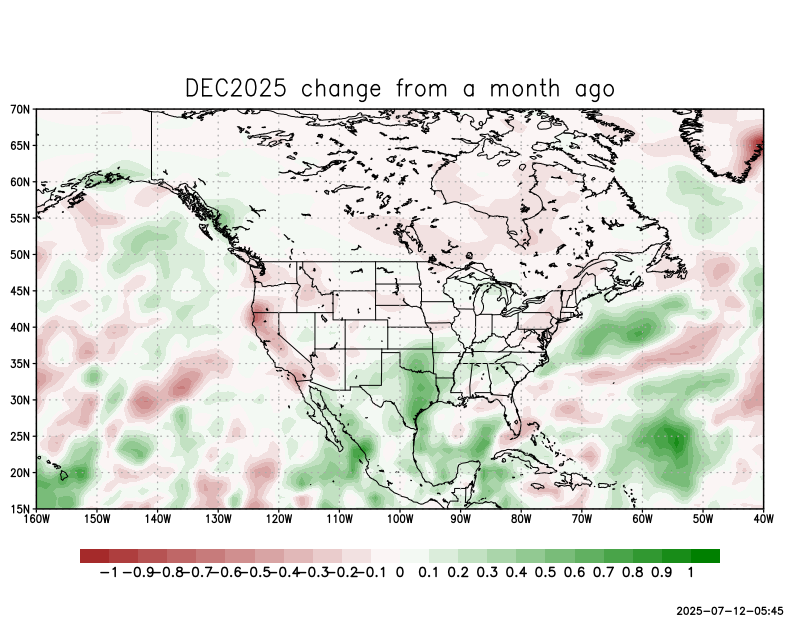 DEC2025 change from a month ago
70N
65N
60N
55N
50N
45N
40N
35N
30N
25N
20N
15N
160W 150W 140W 130W 120W 110W 100W 90W 80W 70W 60W 50W 40W
−1 −0.9 −0.8 −0.7 −0.6 −0.5 −0.4 −0.3 −0.2 −0.1 0 0.1 0.2 0.3 0.4 0.5 0.6 0.7 0.8 0.9 1
2025-07-12-05:45